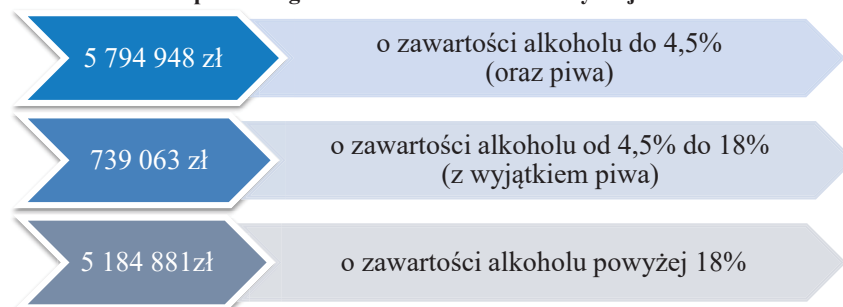 5 794 948 zł
o zawartości alkoholu do 4,5%
(oraz piwa)
739 063 zł
o zawartości alkoholu od 4,5% do 18%
(z wyjątkiem piwa)
5 184 881zł
o zawartości alkoholu powyżej 18%